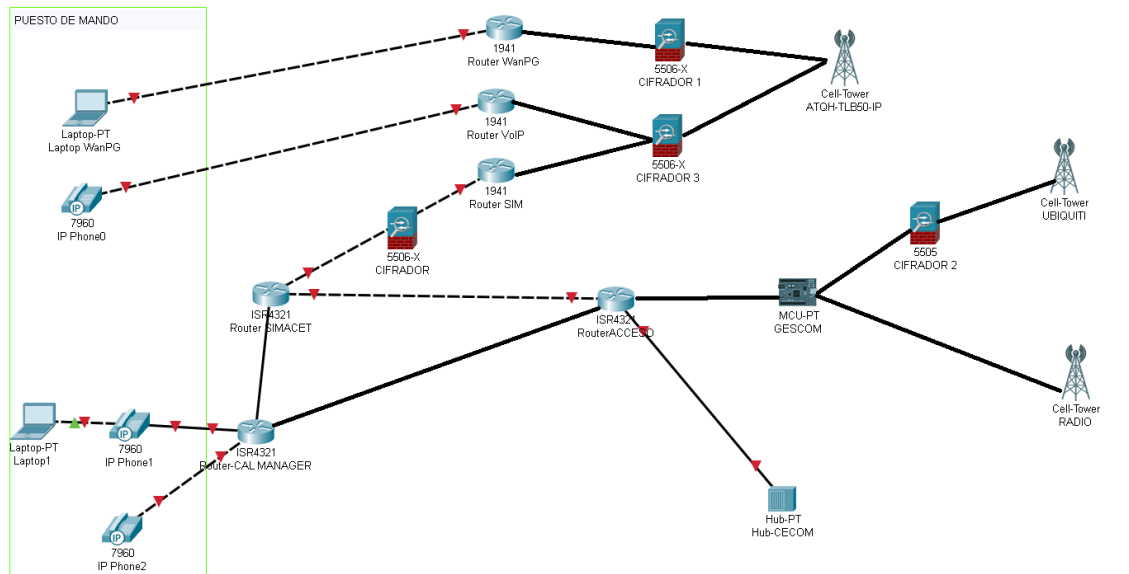 PUESTO DE MANDO
1941
Router WanPG
5506-X
CIFRADOR 1
Cell-Tower
ATQH-TLB50-IP
Laptop-PT
Laptop WanPG
1941
Router VoIP
5506-X
CIFRADOR 3
1941
Router SIM
IP
7960
IP Phone0
Cell-Tower
UBIQUITI
5506-X
CIFRADOR
5505
CIFRADOR 2
ISR4321
Router SIMACET
ISR4321
RouterACCESO
MCU-PT
GESCOM
Cell-Tower
RADIO
Laptop-PT
Laptop1
IP
7960
IP Phone1
ISR4321
Router-CAL MANAGER
Hub-PT
Hub-CECOM
IP
7960
IP Phone2